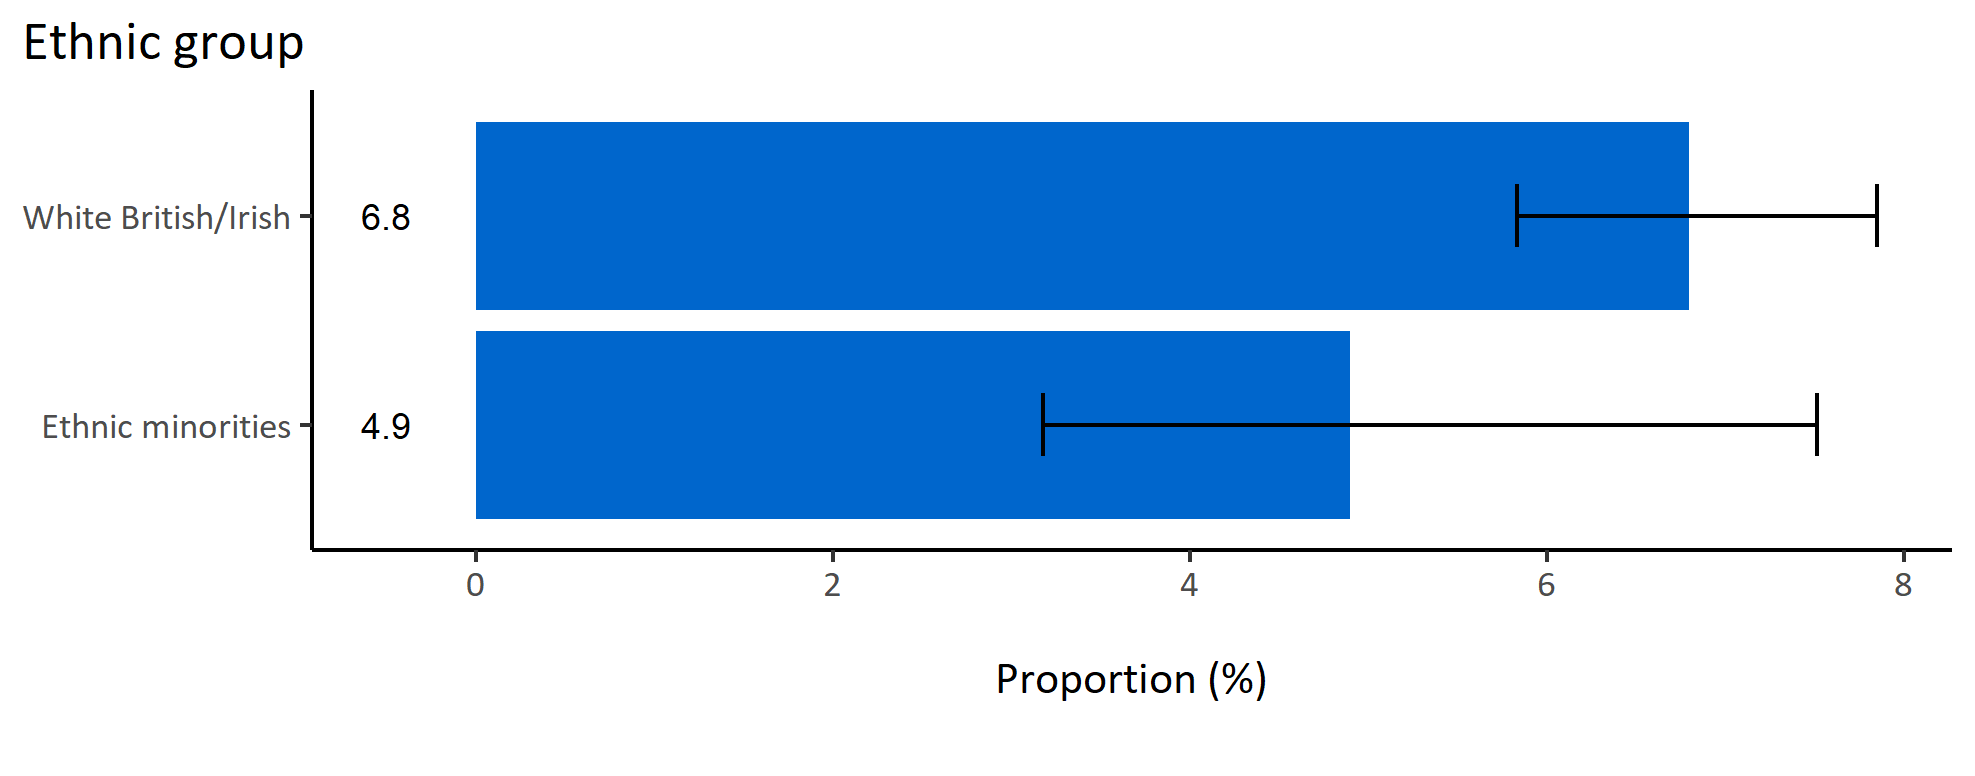 Ethnic group
White British/Irish 6.8
Ethnic minorities 4.9
0 2 4 6 8
Proportion (%)